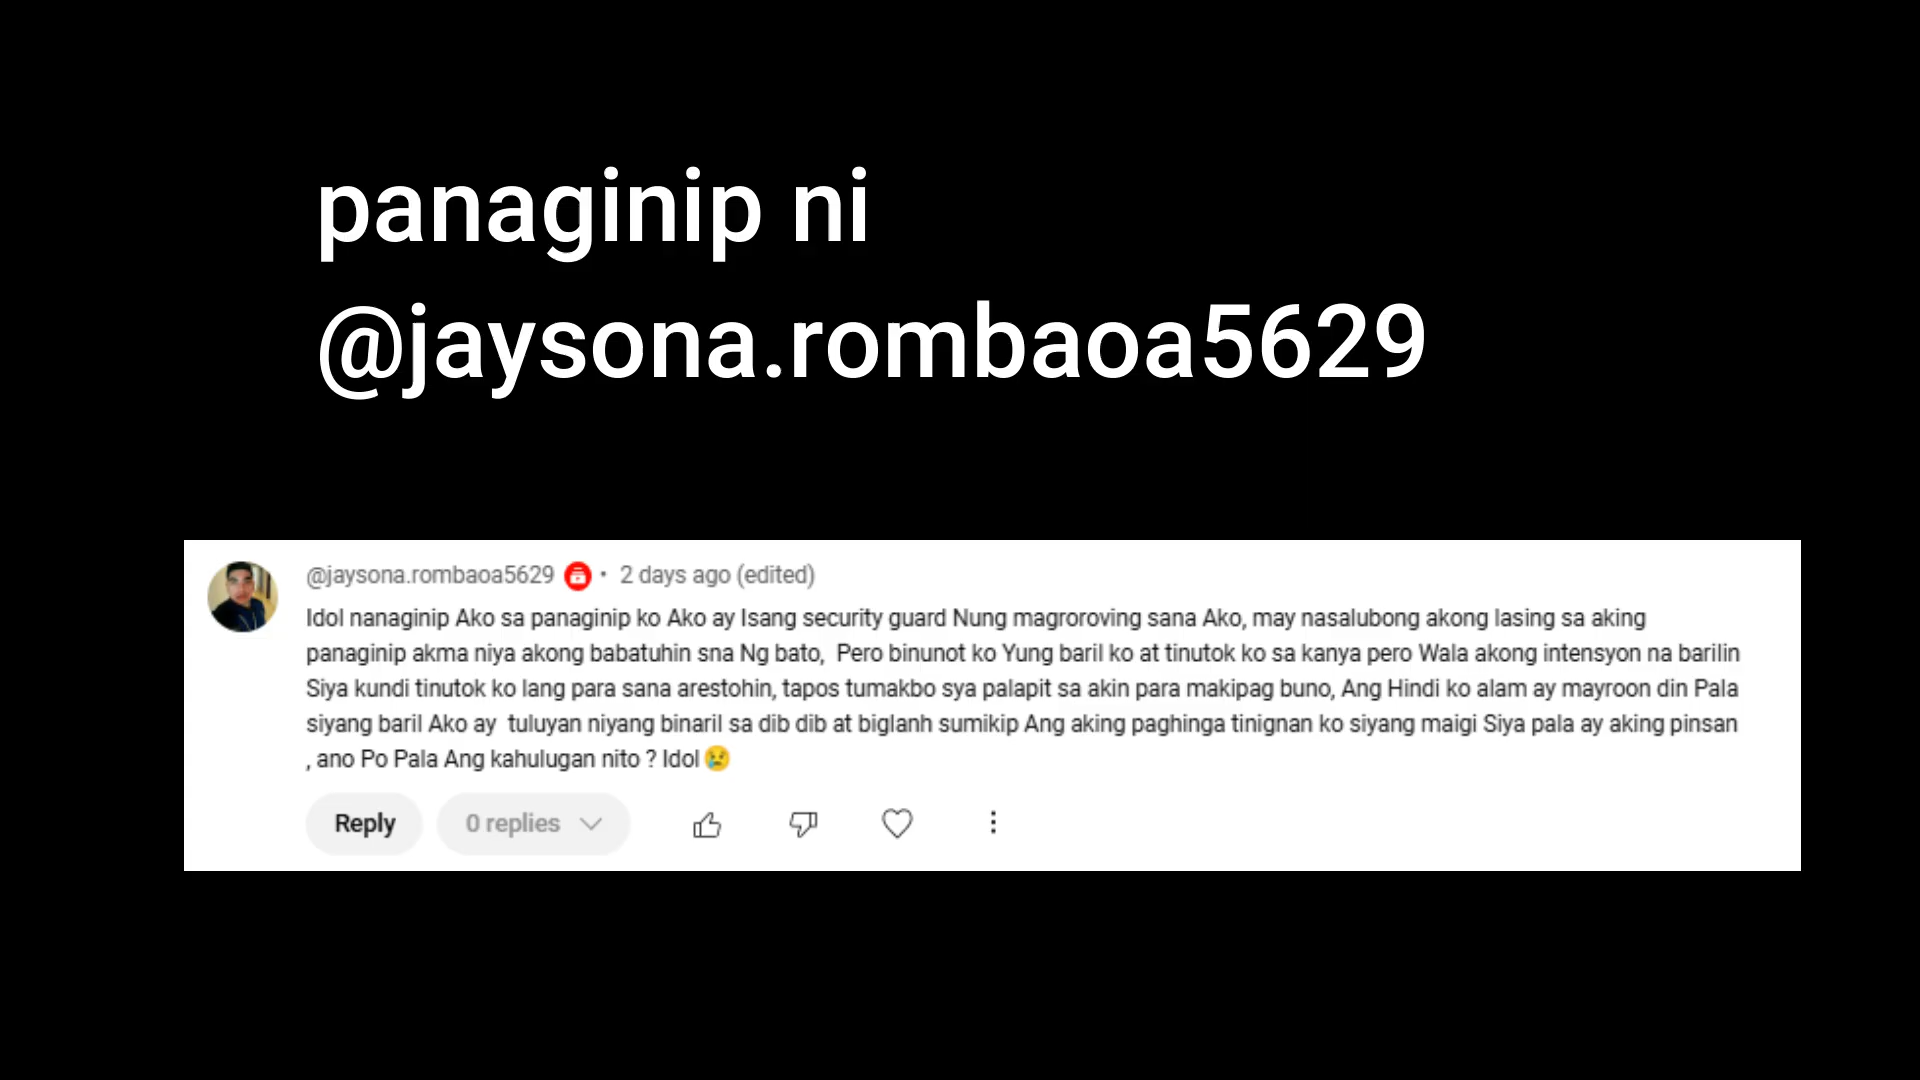 panaginip ni
@jaysona.rombaoa5629
@jaysona.rombaoa5629 • 2 days ago (edited)
Idol nanaginip Ako sa panaginip ko Ako ay Isang security guard Nung magroroving sana Ako, may nasalubong akong lasing sa aking
panaginip akma niya akong babatuhin sna Ng bato,  Pero binunot ko Yung baril ko at tinutok ko sa kanya pero Wala akong intensyon na barilin
Siya kundi tinutok ko lang para sana arestohin, tapos tumakbo sya palapit sa akin para makipag buno, Ang Hindi ko alam ay mayroon din Pala
siyang baril Ako ay  tuluyan niyang binaril sa dib dib at biglanh sumikip Ang aking paghinga tinignan ko siyang maigi Siya pala ay aking pinsan
, ano Po Pala Ang kahulugan nito ? Idol 😢
Reply 0 replies